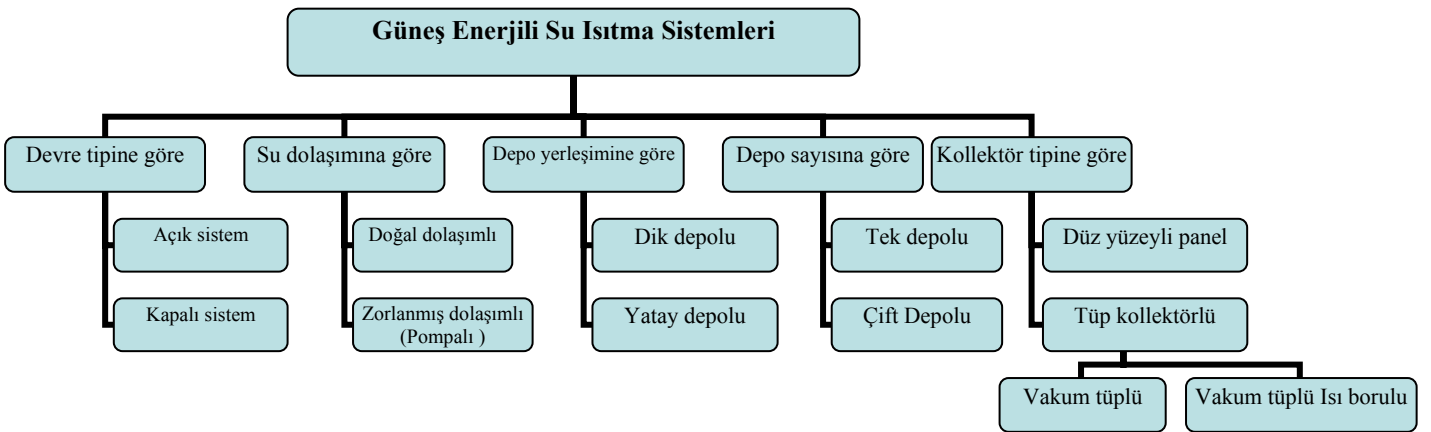 Güneş Enerjili Su Isıtma Sistemleri
Devre tipine göre
Su dolaşımına göre
Depo yerleşimine göre
Depo sayısına göre
Kollektör tipine göre
Açık sistem
Doğal dolaşımlı
Dik depolu
Tek depolu
Düz yüzeyli panel
Kapalı sistem
Zorlanmış dolaşımlı
(Pompalı )
Yatay depolu
Çift Depolu
Tüp kollektörlü
Vakum tüplü
Vakum tüplü Isı borulu